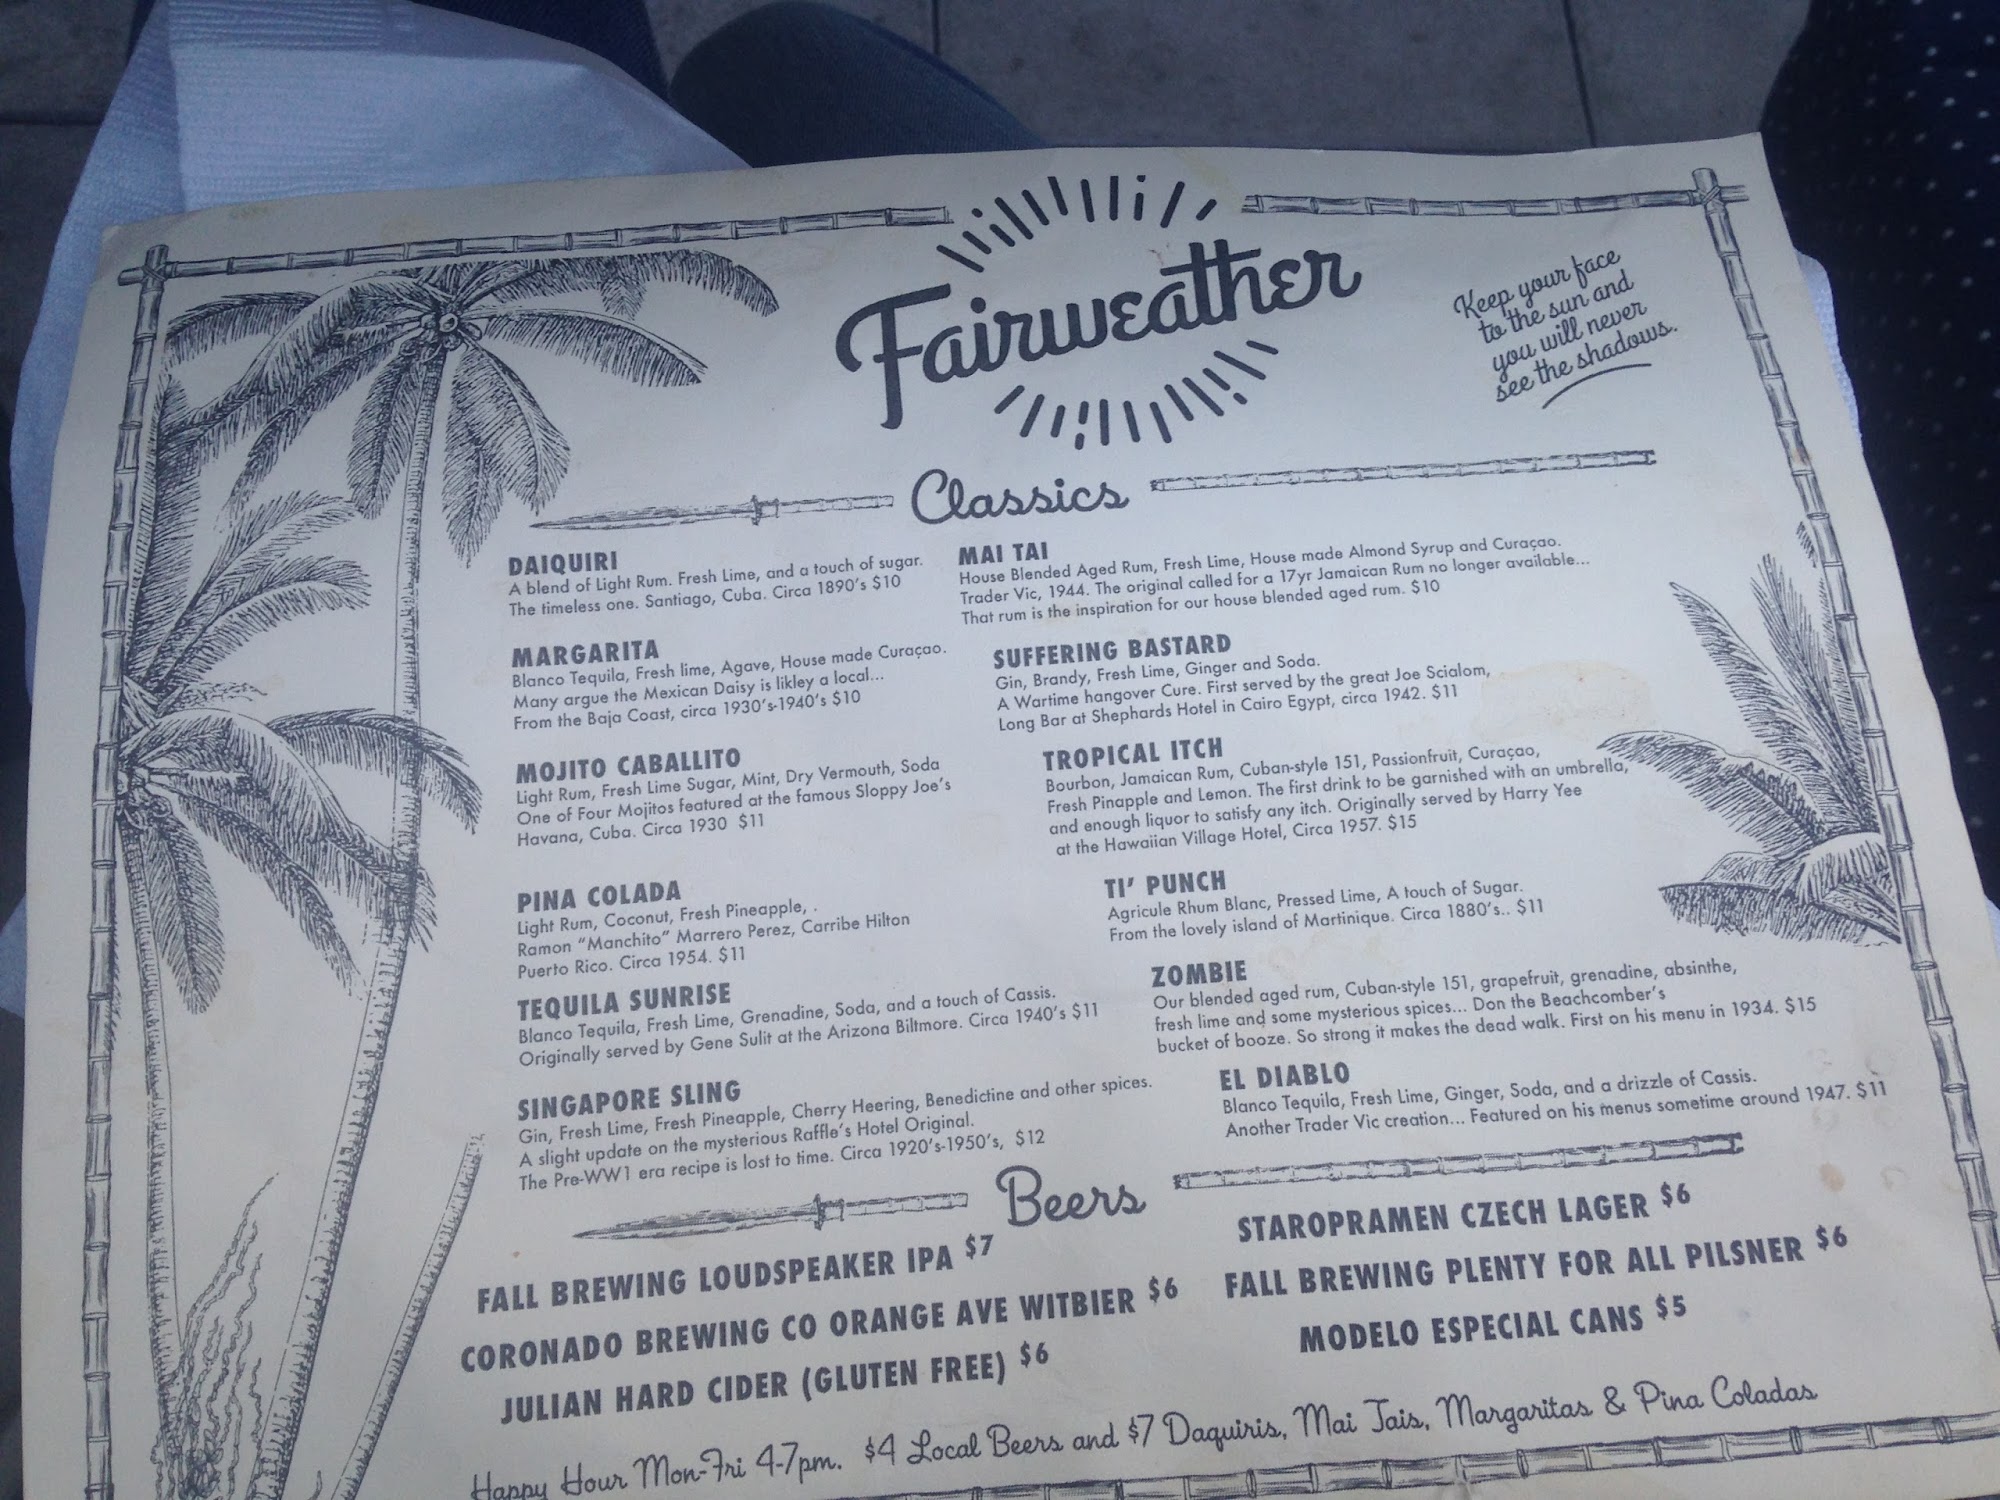 Fairweather
Keep your face
to the sun and
you will never
see the shadows.
Classics
DAIQUIRI
A blend of Light Rum. Fresh Lime, and a touch of sugar.
The timeless one. Santiago, Cuba. Circa 1890's $10
MARGARITA
Blanco Tequila, Fresh lime, Agave, House made Curaçao.
Many argue the Mexican Daisy is likley a local...
From the Baja Coast, circa 1930's-1940's $10
MOJITO CABALLITO
Light Rum, Fresh Lime Sugar, Mint, Dry Vermouth, Soda
One of Four Mojitos featured at the famous Sloppy Joe's
Havana, Cuba. Circa 1930 $11
PINA COLADA
Light Rum, Coconut, Fresh Pineapple, .
Ramon "Manchito" Marrero Perez, Carribe Hilton
Puerto Rico. Circa 1954. $11
TEQUILA SUNRISE
Blanco Tequila, Fresh Lime, Grenadine, Soda, and a touch of Cassis.
Originally served by Gene Sulit at the Arizona Biltmore. Circa 1940's $11
SINGAPORE SLING
Gin, Fresh Lime, Fresh Pineapple, Cherry Heering, Benedictine and other spices.
A slight update on the mysterious Raffle's Hotel Original.
The Pre-WW1 era recipe is lost to time. Circa 1920's-1950's, $12
MAI TAI
House Blended Aged Rum, Fresh Lime, House made Almond Syrup and Curaçao.
Trader Vic, 1944. The original called for a 17yr Jamaican Rum no longer available...
That rum is the inspiration for our house blended aged rum. $10
SUFFERING BASTARD
Gin, Brandy, Fresh Lime, Ginger and Soda.
A Wartime hangover Cure. First served by the great Joe Scialom,
Long Bar at Shephards Hotel in Cairo Egypt, circa 1942. $11
TROPICAL ITCH
Bourbon, Jamaican Rum, Cuban-style 151, Passionfruit, Curaçao,
Fresh Pinapple and Lemon. The first drink to be garnished with an umbrella,
and enough liquor to satisfy any itch. Originally served by Harry Yee
at the Hawaiian Village Hotel, Circa 1957. $15
TI' PUNCH
Agricule Rhum Blanc, Pressed Lime, A touch of Sugar.
From the lovely island of Martinique. Circa 1880's.. $11
ZOMBIE
Our blended aged rum, Cuban-style 151, grapefruit, grenadine, absinthe,
fresh lime and some mysterious spices... Don the Beachcomber's
bucket of booze. So strong it makes the dead walk. First on his menu in 1934. $15
EL DIABLO
Blanco Tequila, Fresh Lime, Ginger, Soda, and a drizzle of Cassis.
Another Trader Vic creation... Featured on his menus sometime around 1947. $11
Beers
FALL BREWING LOUDSPEAKER IPA $7
CORONADO BREWING CO ORANGE AVE WITBIER $6
JULIAN HARD CIDER (GLUTEN FREE) $6
STAROPRAMEN CZECH LAGER $6
FALL BREWING PLENTY FOR ALL PILSNER $6
MODELO ESPECIAL CANS $5
Happy Hour Mon-Fri 4-7pm. $4 Local Beers and $7 Daquiris, Mai Tais, Margaritas & Pina Coladas